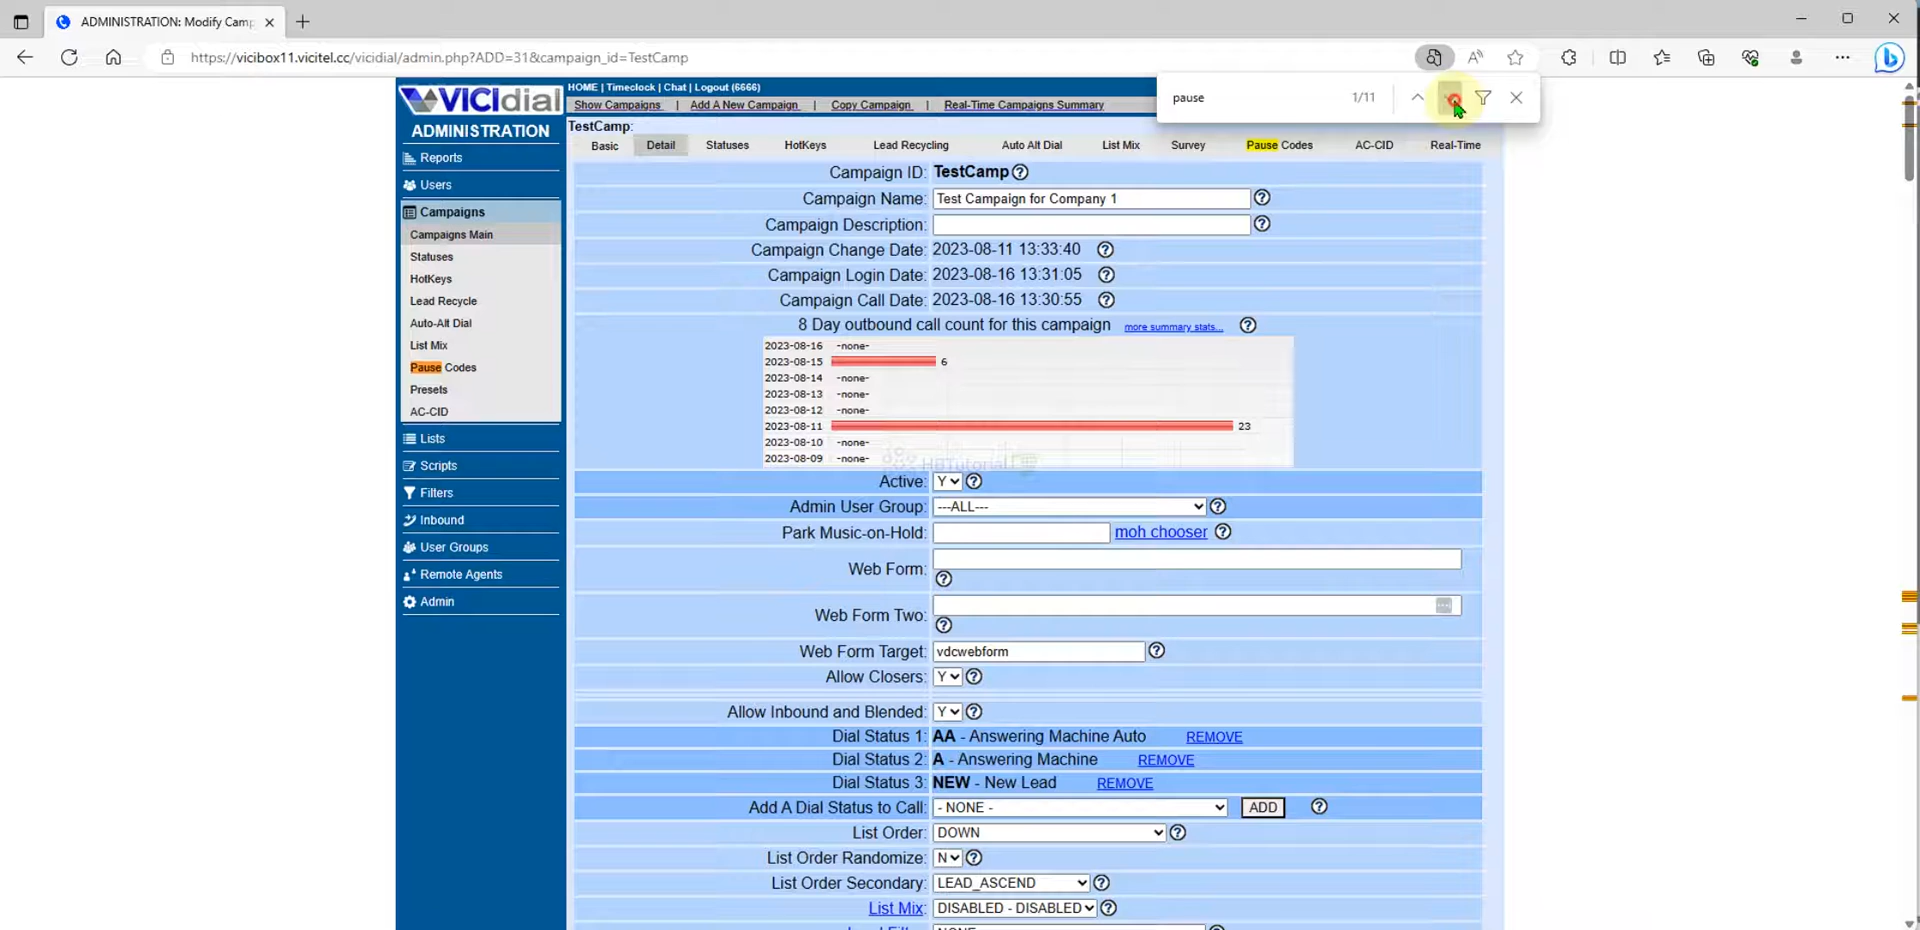 ADMINISTRATION: Modify Camp
https://vicibox11.vicitel.cc/vicidial/admin.php?ADD=31&campaign_id=TestCamp
pause 1/11
VICIdial
HOME | Timeclock | Chat | Logout (6666)
Show Campaigns | Add A New Campaign | Copy Campaign | Real-Time Campaigns Summary
ADMINISTRATION
TestCamp:
Basic Detail Statuses HotKeys Lead Recycling Auto Alt Dial List Mix Survey Pause Codes AC-CID Real-Time
Reports
Users
Campaigns
Campaigns Main
Statuses
HotKeys
Lead Recycle
Auto-Alt Dial
List Mix
Pause Codes
Presets
AC-CID
Lists
Scripts
Filters
Inbound
User Groups
Remote Agents
Admin
Campaign ID: TestCamp
Campaign Name: Test Campaign for Company 1
Campaign Description:
Campaign Change Date: 2023-08-11 13:33:40
Campaign Login Date: 2023-08-16 13:31:05
Campaign Call Date: 2023-08-16 13:30:55
8 Day outbound call count for this campaign more summary stats...
2023-08-16 -none-
2023-08-15 6
2023-08-14 -none-
2023-08-13 -none-
2023-08-12 -none-
2023-08-11 23
2023-08-10 -none-
2023-08-09 -none-
Active: Y
Admin User Group: ---ALL---
Park Music-on-Hold: moh chooser
Web Form:
Web Form Two:
Web Form Target: vdcwebform
Allow Closers: Y
Allow Inbound and Blended: Y
Dial Status 1: AA - Answering Machine Auto REMOVE
Dial Status 2: A - Answering Machine REMOVE
Dial Status 3: NEW - New Lead REMOVE
Add A Dial Status to Call: - NONE - ADD
List Order: DOWN
List Order Randomize: N
List Order Secondary: LEAD_ASCEND
List Mix: DISABLED - DISABLED